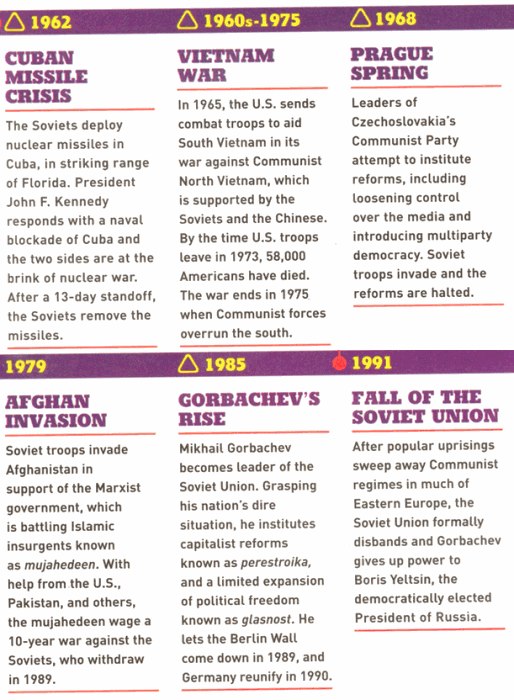 1962
CUBAN
MISSILE
CRISIS
The Soviets deploy
nuclear missiles in
Cuba, in striking range
of Florida. President
John F. Kennedy
responds with a naval
blockade of Cuba and
the two sides are at the
brink of nuclear war.
After a 13-day standoff,
the Soviets remove the
missiles.
1960s-1975
VIETNAM
WAR
In 1965, the U.S. sends
combat troops to aid
South Vietnam in its
war against Communist
North Vietnam, which
is supported by the
Soviets and the Chinese.
By the time U.S. troops
leave in 1973, 58,000
Americans have died.
The war ends in 1975
when Communist forces
overrun the south.
1968
PRAGUE
SPRING
Leaders of
Czechoslovakia's
Communist Party
attempt to institute
reforms, including
loosening control
over the media and
introducing multiparty
democracy. Soviet
troops invade and the
reforms are halted.
1979
AFGHAN
INVASION
Soviet troops invade
Afghanistan in
support of the Marxist
government, which
is battling Islamic
insurgents known
as mujahedeen. With
help from the U.S.,
Pakistan, and others,
the mujahedeen wage a
10-year war against the
Soviets, who withdraw
in 1989.
1985
GORBACHEV'S
RISE
Mikhail Gorbachev
becomes leader of the
Soviet Union. Grasping
his nation's dire
situation, he institutes
capitalist reforms
known as perestroika,
and a limited expansion
of political freedom
known as glasnost. He
lets the Berlin Wall
come down in 1989, and
Germany reunify in 1990.
1991
FALL OF THE
SOVIET UNION
After popular uprisings
sweep away Communist
regimes in much of
Eastern Europe, the
Soviet Union formally
disbands and Gorbachev
gives up power to
Boris Yeltsin, the
democratically elected
President of Russia.